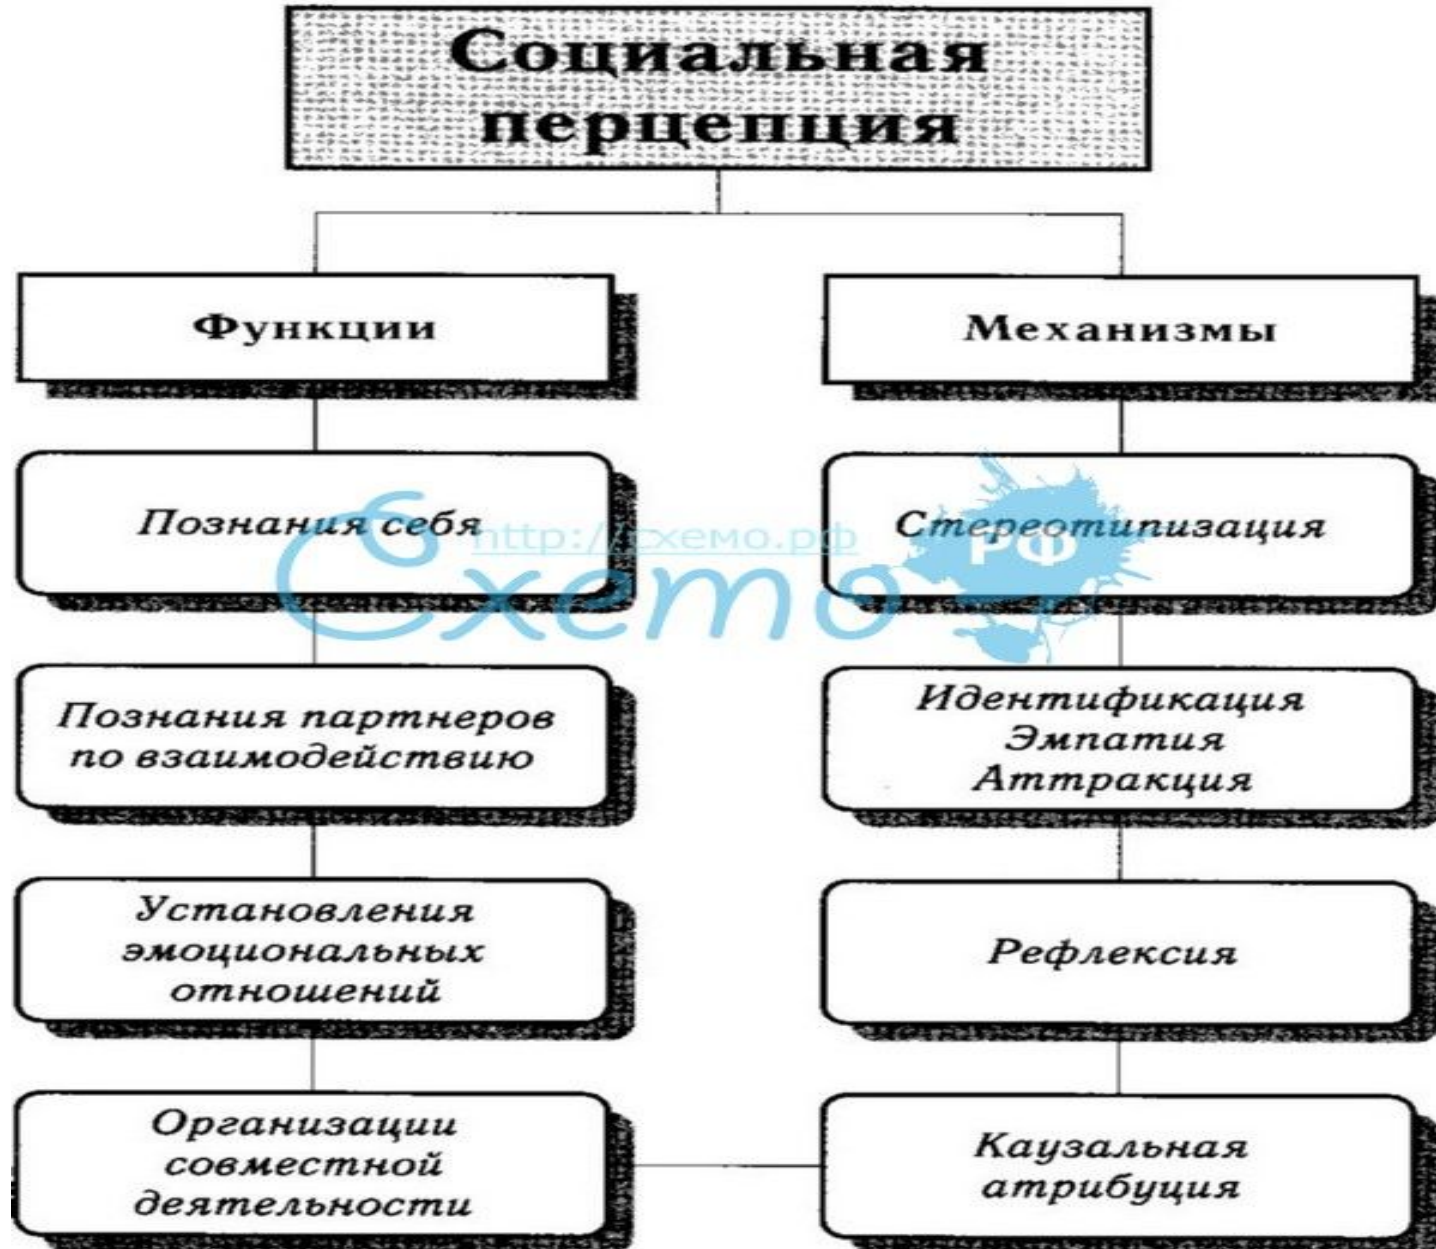 Социальная
перцепция
Функции
Механизмы
Познания себя
Стереотипизация
http://схемо.рф
Схемо
РФ
Познания партнеров
по взаимодействию
Идентификация
Эмпатия
Аттракция
Установления
эмоциональных
отношений
Рефлексия
Организации
совместной
деятельности
Каузальная
атрибуция